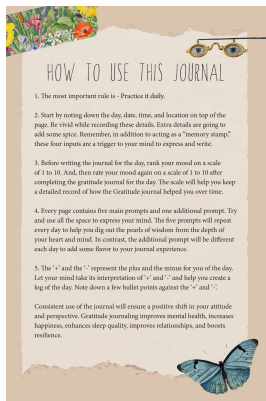 HOW TO USE THIS JOURNAL
1. The most important rule is - Practice it daily.
2. Start by noting down the day, date, time, and location on top of the
page. Be vivid while recording these details. Extra details are going to
add some spice. Remember, in addition to acting as a "memory stamp,"
these four inputs are a trigger to your mind to express and write.
3. Before writing the journal for the day, rank your mood on a scale
of 1 to 10. And, then rate your mood again on a scale of 1 to 10 after
completing the gratitude journal for the day. The scale will help you keep
a detailed record of how the Gratitude journal helped you over time.
4. Every page contains five main prompts and one additional prompt. Try
and use all the space to express your mind. The five prompts will repeat
every day to help you dig out the pearls of wisdom from the depth of
your heart and mind. In contrast, the additional prompt will be different
each day to add some flavor to your journal experience.
5. The '+' and the '-' represent the plus and the minus for you of the day.
Let your mind take its interpretation of '+' and '-' and help you create a
log of the day. Note down a few bullet points against the '+' and '-'.
Consistent use of the journal will ensure a positive shift in your attitude
and perspective. Gratitude journaling improves mental health, increases
happiness, enhances sleep quality, improves relationships, and boosts
resilience.